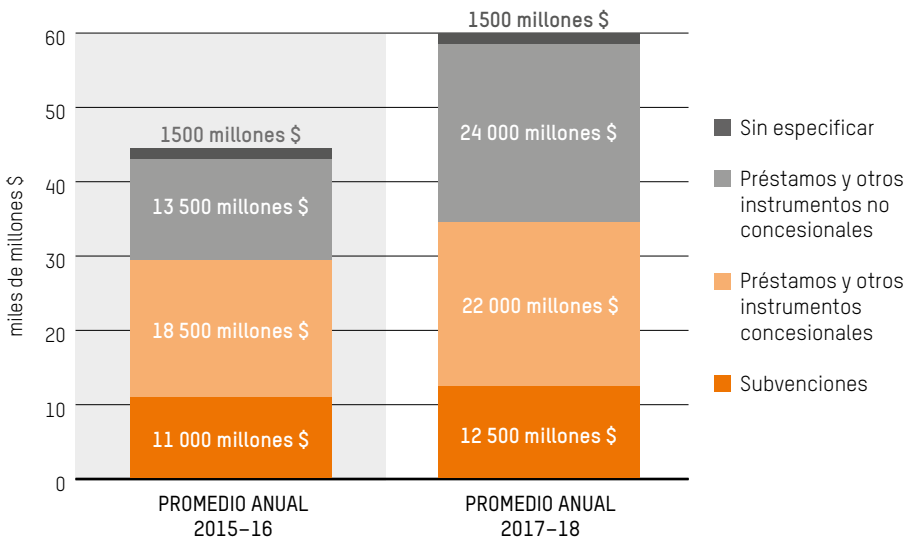 miles de millones $
60
50
40
30
20
10
0
1500 millones $
13 500 millones $
18 500 millones $
11 000 millones $
PROMEDIO ANUAL
2015–16
1500 millones $
24 000 millones $
22 000 millones $
12 500 millones $
PROMEDIO ANUAL
2017–18
Sin especificar
Préstamos y otros
instrumentos no
concesionales
Préstamos y otros
instrumentos
concesionales
Subvenciones